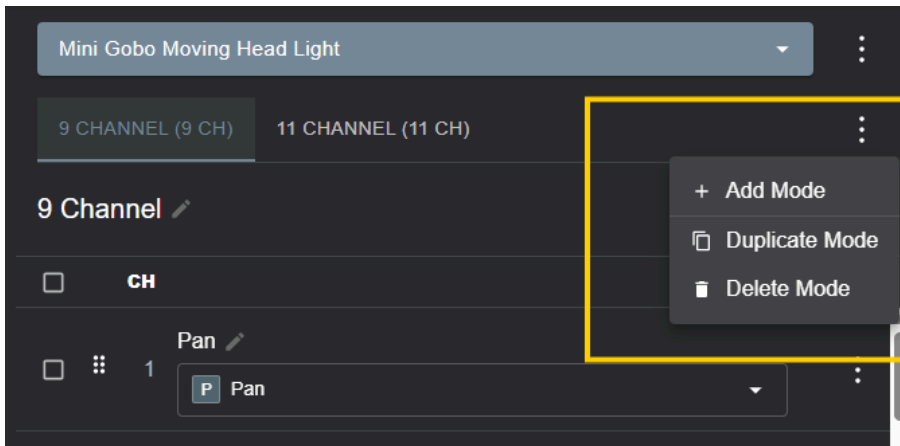 Mini Gobo Moving Head Light
9 CHANNEL (9 CH) 11 CHANNEL (11 CH)
+ Add Mode
9 Channel
Duplicate Mode
CH
Delete Mode
Pan
1
P Pan